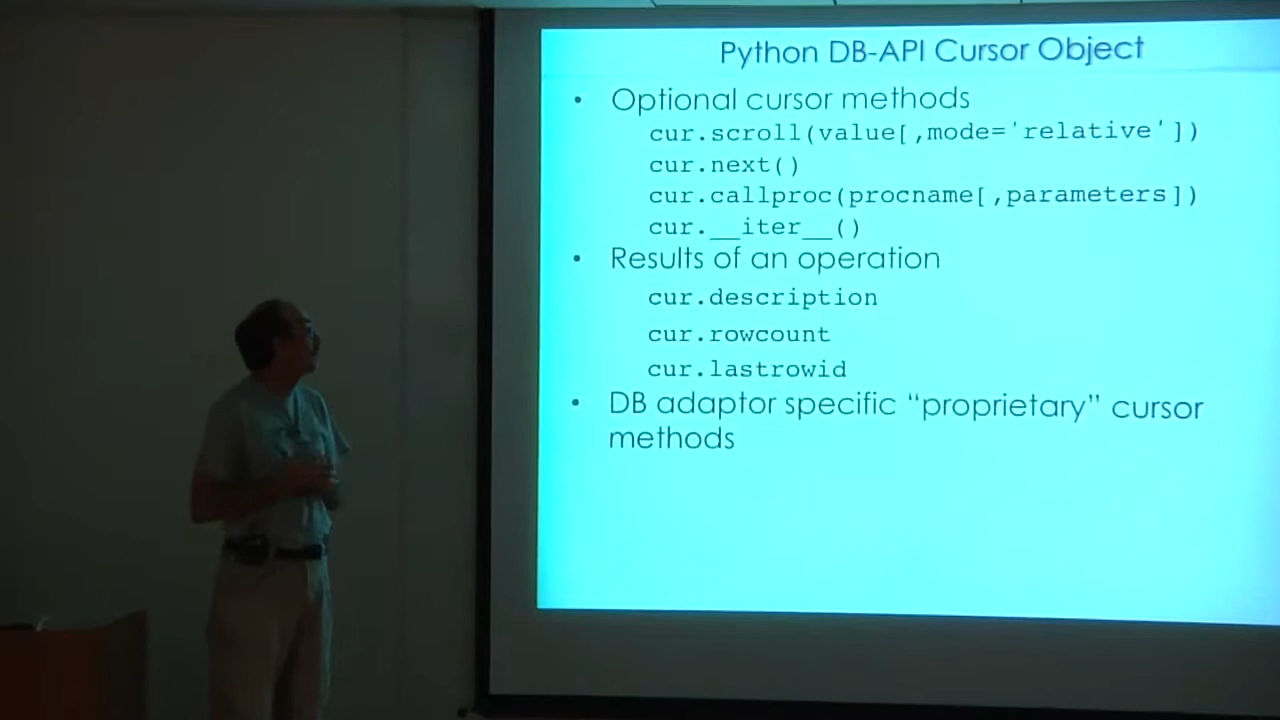 Python DB-API Cursor Object
• Optional cursor methods
cur.scroll(value[,mode='relative'])
cur.next()
cur.callproc(procname[,parameters])
cur.__iter__()
• Results of an operation
cur.description
cur.rowcount
cur.lastrowid
• DB adaptor specific “proprietary” cursor
methods